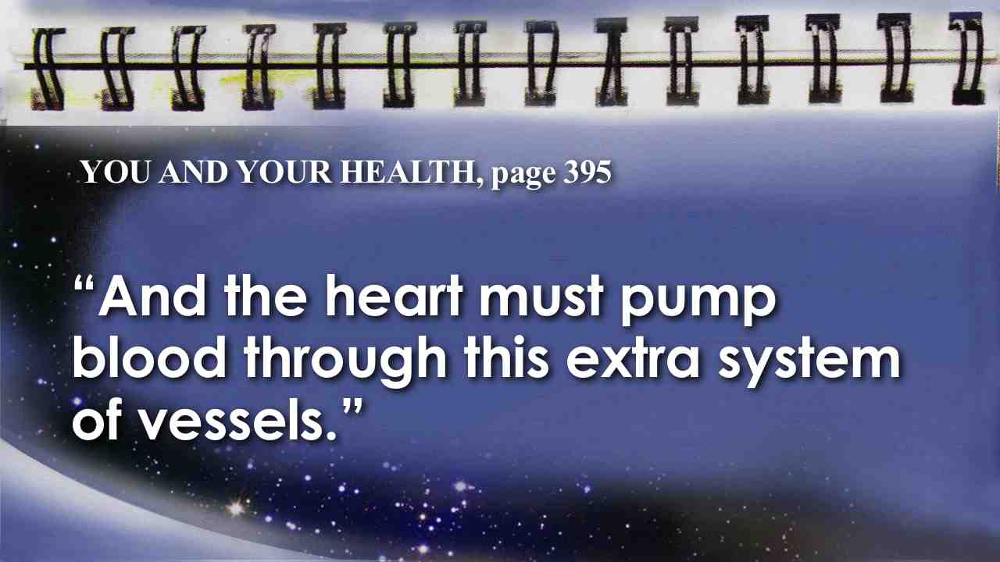 YOU AND YOUR HEALTH, page 395
“And the heart must pump
blood through this extra system
of vessels.”